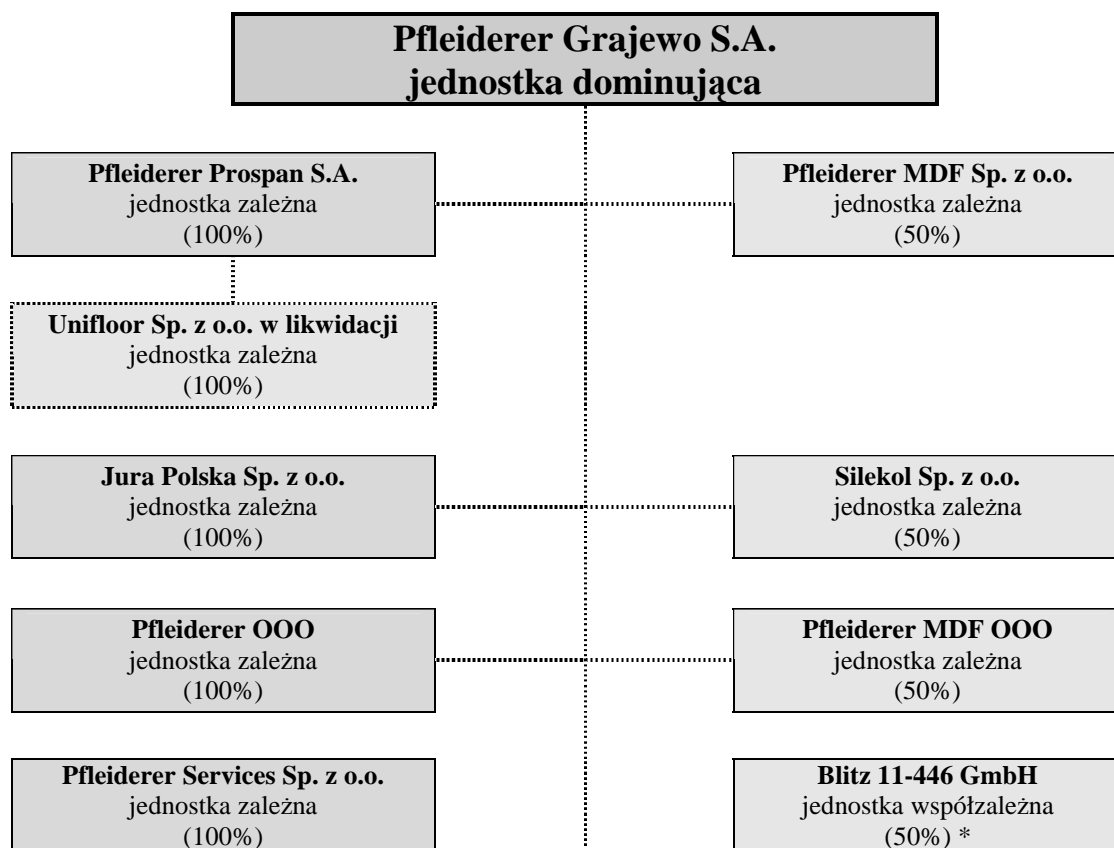 Pfleiderer Grajewo S.A.
jednostka dominująca
Pfleiderer Prospan S.A.
jednostka zależna
(100%)
Pfleiderer MDF Sp. z o.o.
jednostka zależna
(50%)
Unifloor Sp. z o.o. w likwidacji
jednostka zależna
(100%)
Jura Polska Sp. z o.o.
jednostka zależna
(100%)
Silekol Sp. z o.o.
jednostka zależna
(50%)
Pfleiderer OOO
jednostka zależna
(100%)
Pfleiderer MDF OOO
jednostka zależna
(50%)
Pfleiderer Services Sp. z o.o.
jednostka zależna
(100%)
Blitz 11-446 GmbH
jednostka współzależna
(50%) *